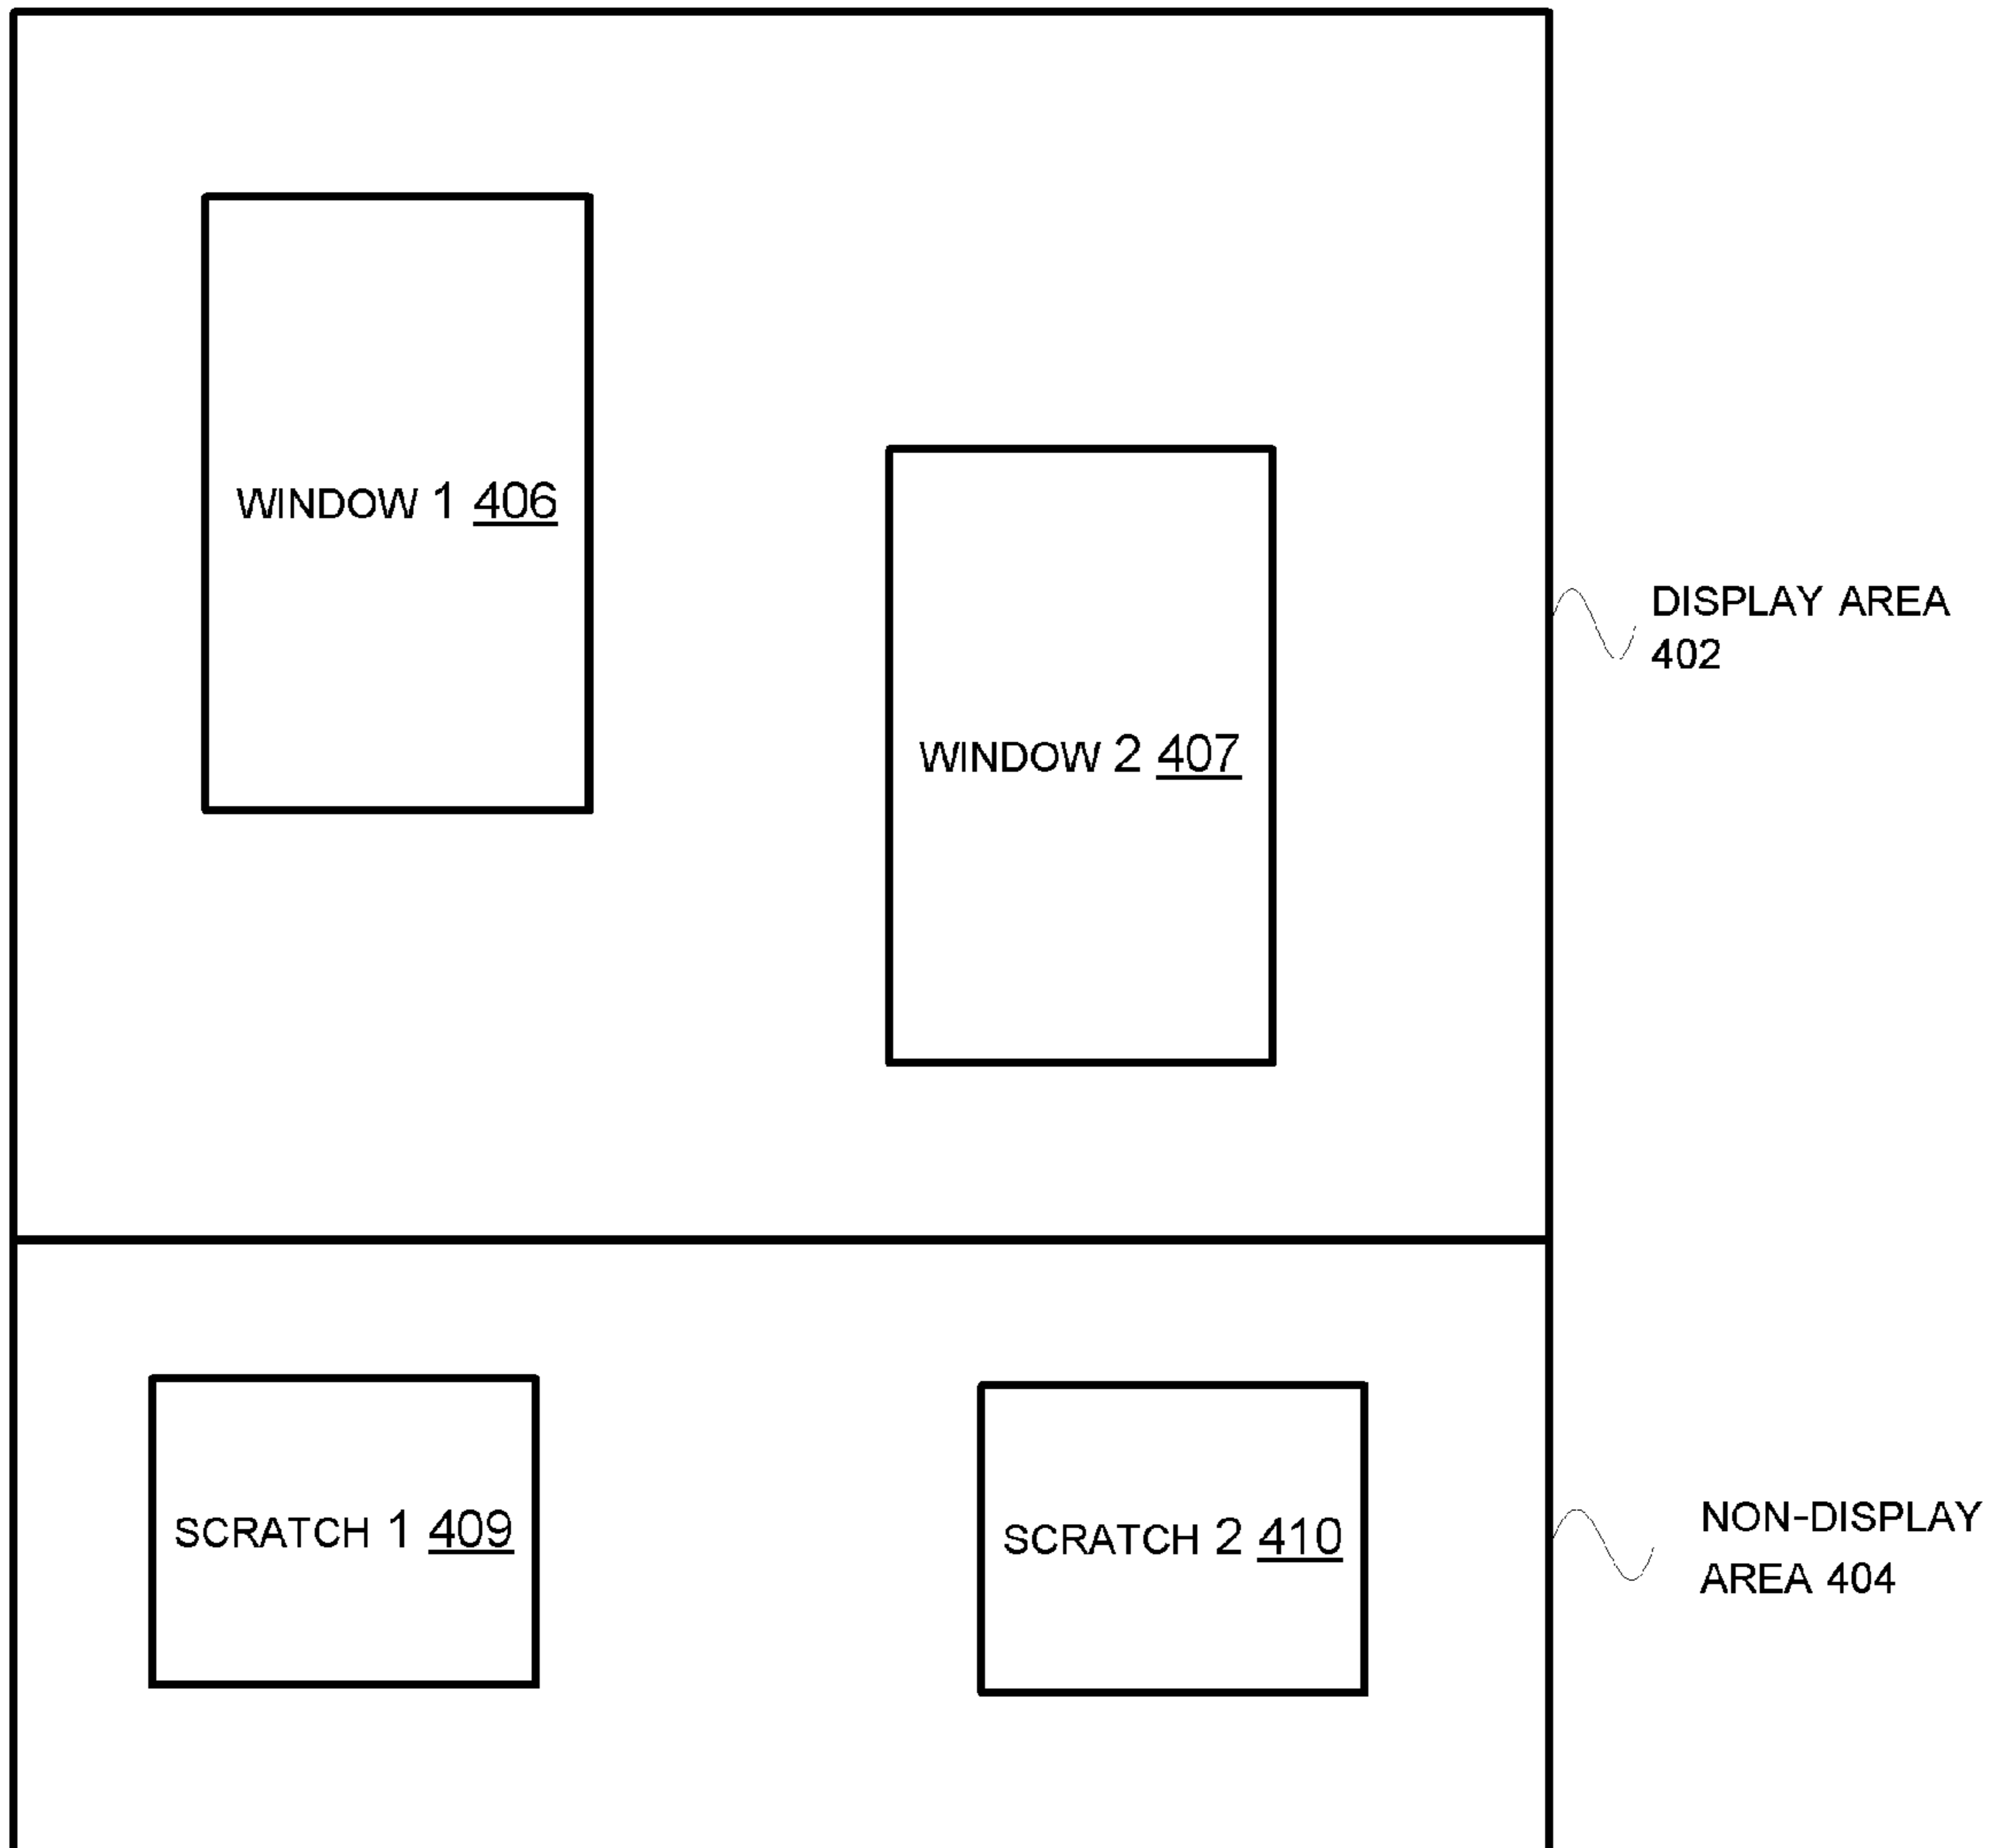 WINDOW 1 406
WINDOW 2 407
DISPLAY AREA
402
SCRATCH 1 409
SCRATCH 2 410
NON-DISPLAY
AREA 404